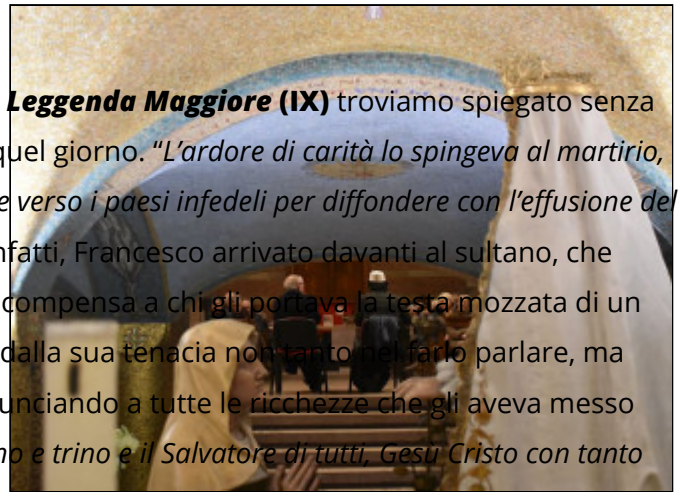 Leggenda Maggiore (IX) troviamo spiegato senza
quel giorno. “L’ardore di carità lo spingeva al martirio,
e verso i paesi infedeli per diffondere con l’effusione del
nfatti, Francesco arrivato davanti al sultano, che
compensa a chi gli portava la testa mozzata di un
dalla sua tenacia non tanto nel farlo parlare, ma
unciando a tutte le ricchezze che gli aveva messo
no e trino e il Salvatore di tutti, Gesù Cristo con tanto